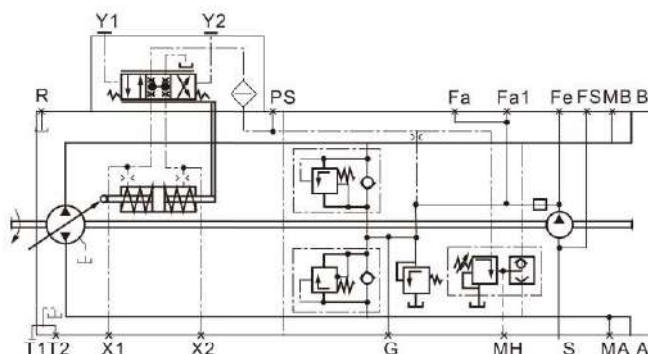 Y1 Y2
R PS Fa Fa1 Fe FS MB B
T1 T2 X1 X2 G MH S MA A